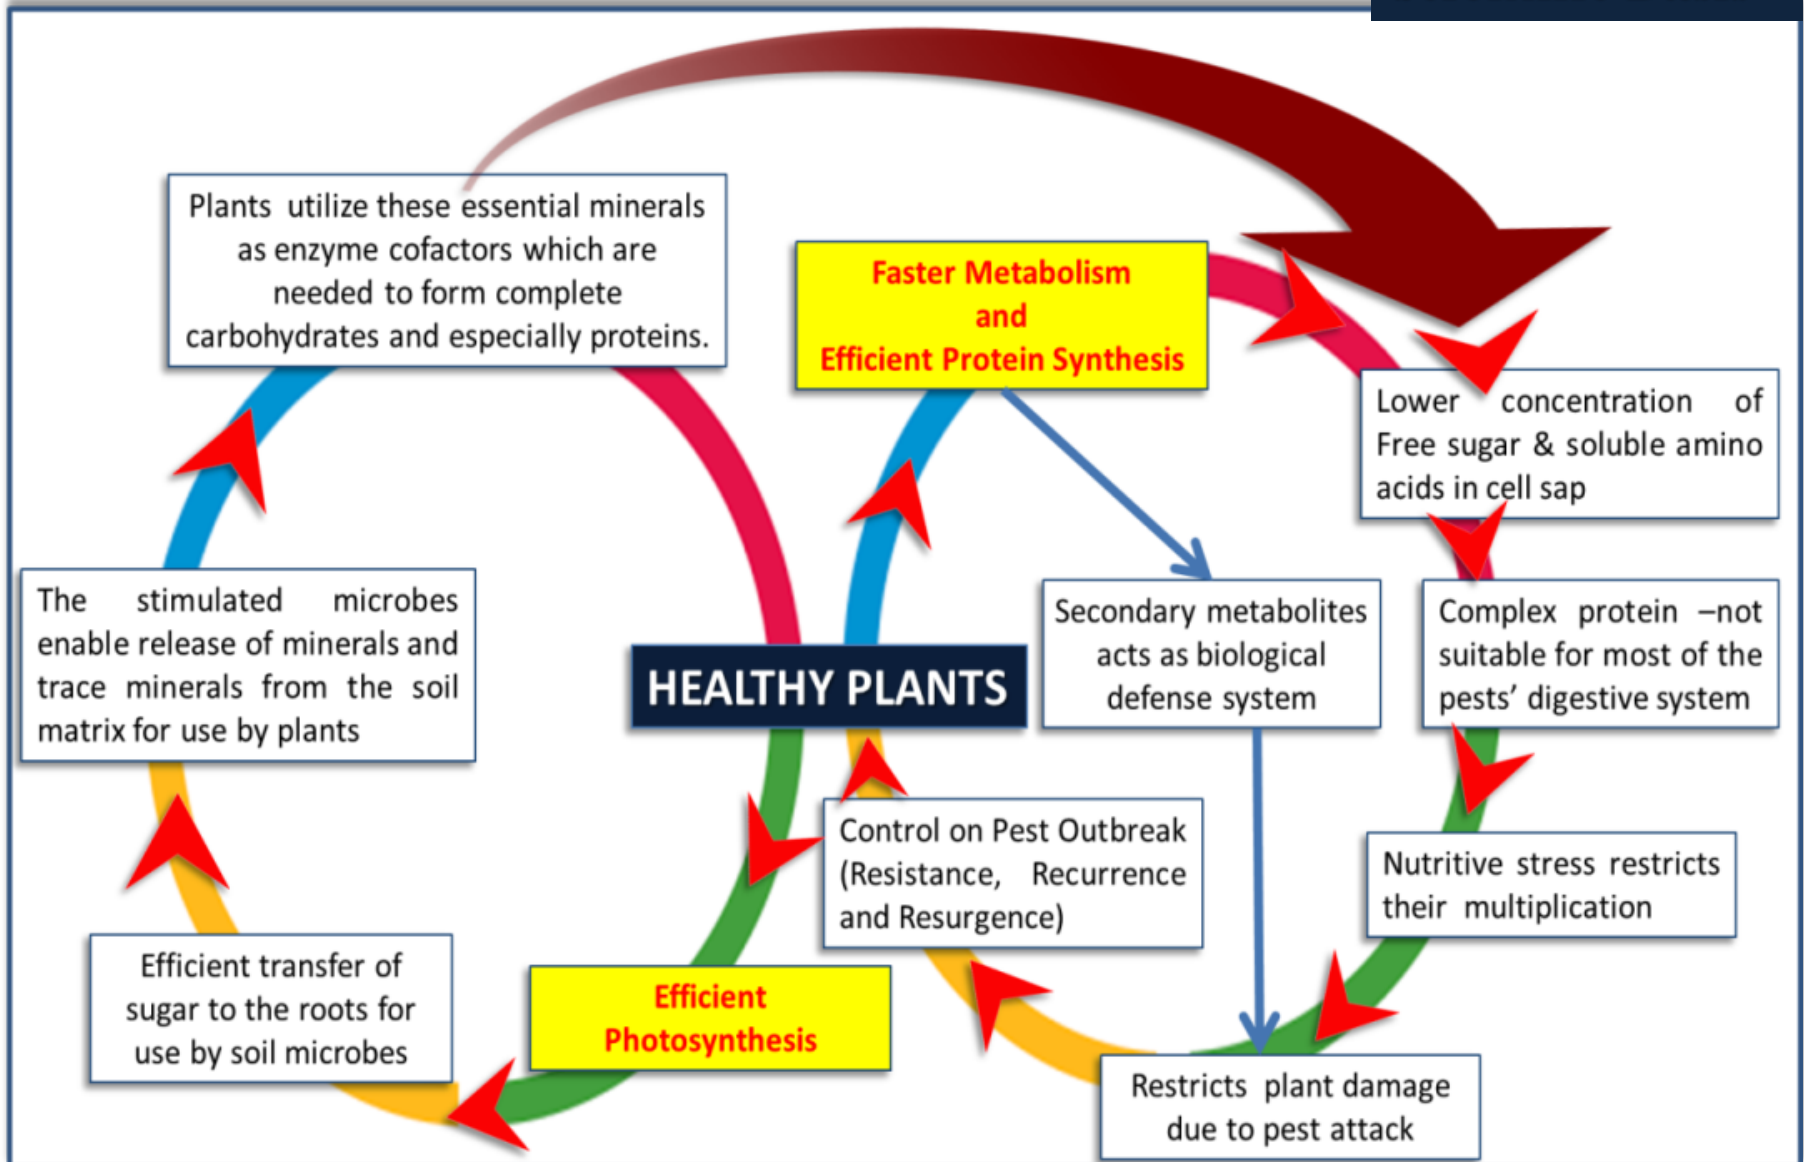 Plants utilize these essential minerals
as enzyme cofactors which are
needed to form complete
carbohydrates and especially proteins.
Faster Metabolism
and
Efficient Protein Synthesis
Lower concentration of
Free sugar & soluble amino
acids in cell sap
The stimulated microbes
enable release of minerals and
trace minerals from the soil
matrix for use by plants
HEALTHY PLANTS
Secondary metabolites
acts as biological
defense system
Complex protein –not
suitable for most of the
pests’ digestive system
Control on Pest Outbreak
(Resistance, Recurrence
and Resurgence)
Nutritive stress restricts
their multiplication
Efficient transfer of
sugar to the roots for
use by soil microbes
Efficient
Photosynthesis
Restricts plant damage
due to pest attack